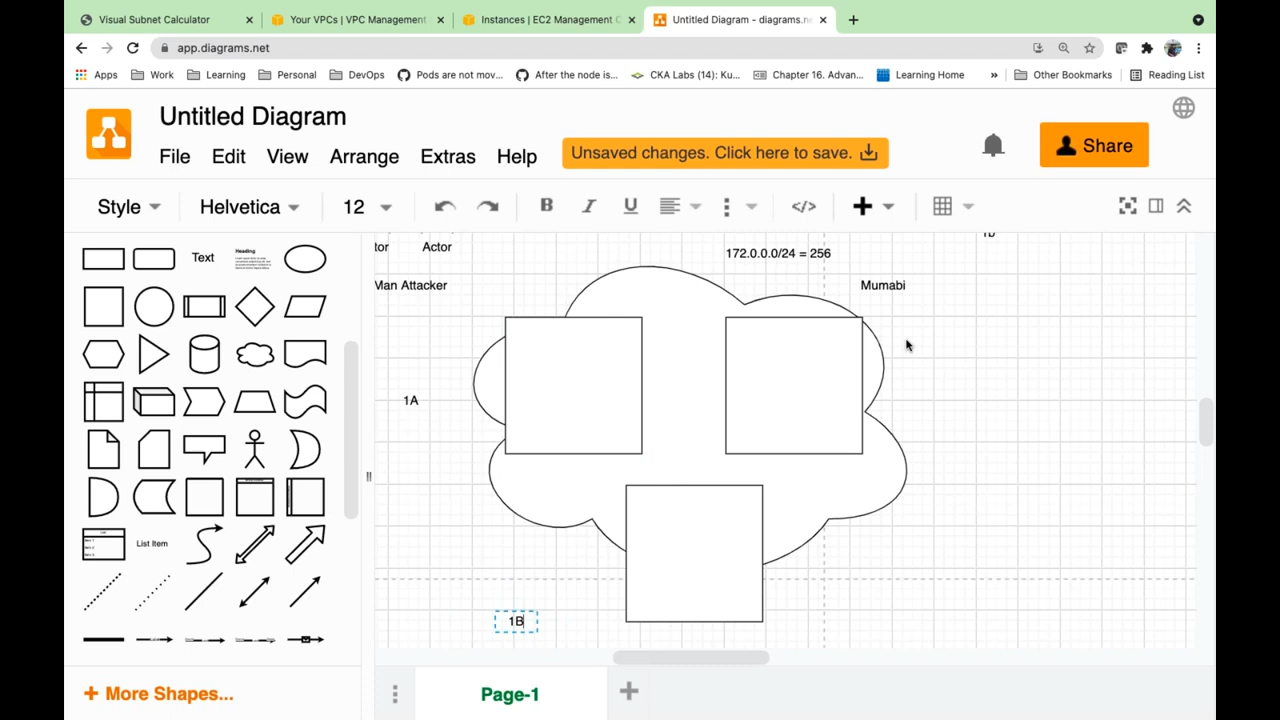 Visual Subnet Calculator
Your VPCs | VPC Management
Instances | EC2 Management C
Untitled Diagram - diagrams.ne
app.diagrams.net
Apps
Work
Learning
Personal
DevOps
Pods are not mov...
After the node is...
CKA Labs (14): Ku...
Chapter 16. Advan...
Learning Home
»
Other Bookmarks
Reading List
Untitled Diagram
File
Edit
View
Arrange
Extras
Help
Unsaved changes. Click here to save.
Share
Style
Helvetica
12
B
I
U
</>
Text
Heading
List Item
+ More Shapes...
tor
Actor
172.0.0.0/24 = 256
1b
Man Attacker
Mumabi
1A
1B
Page-1